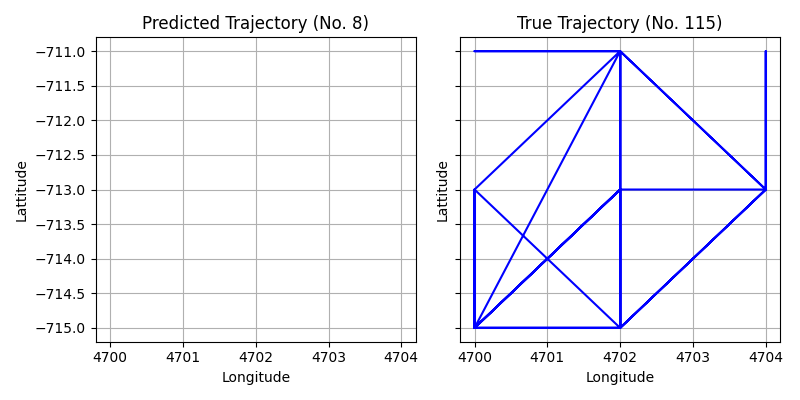 Predicted Trajectory (No. 8)
Lattitude
−711.0
−711.5
−712.0
−712.5
−713.0
−713.5
−714.0
−714.5
−715.0
4700 4701 4702 4703 4704
Longitude
True Trajectory (No. 115)
Lattitude
4700 4701 4702 4703 4704
Longitude